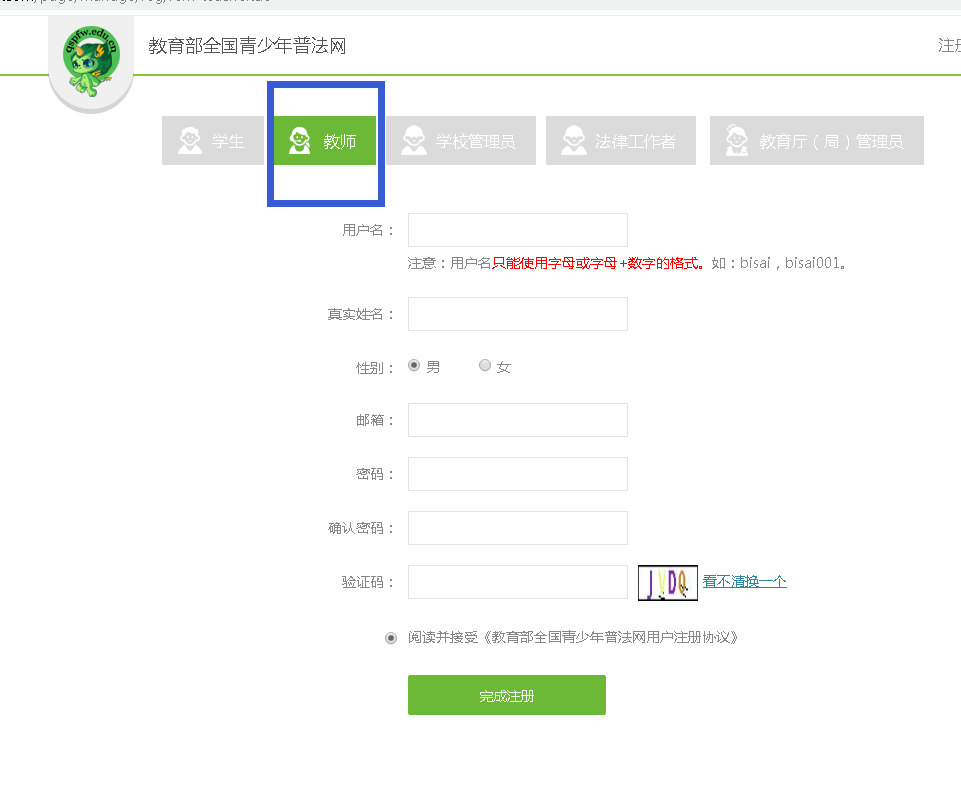 qspfw.edu.cn
教育部全国青少年普法网
学生
教师
学校管理员
法律工作者
教育厅（局）管理员
用户名：
注意：用户名只能使用字母或字母+数字的格式。如：bisai，bisai001。
真实姓名：
性别： 男 女
邮箱：
密码：
确认密码：
验证码： JVDQ 看不清换一个
阅读并接受《教育部全国青少年普法网用户注册协议》
完成注册